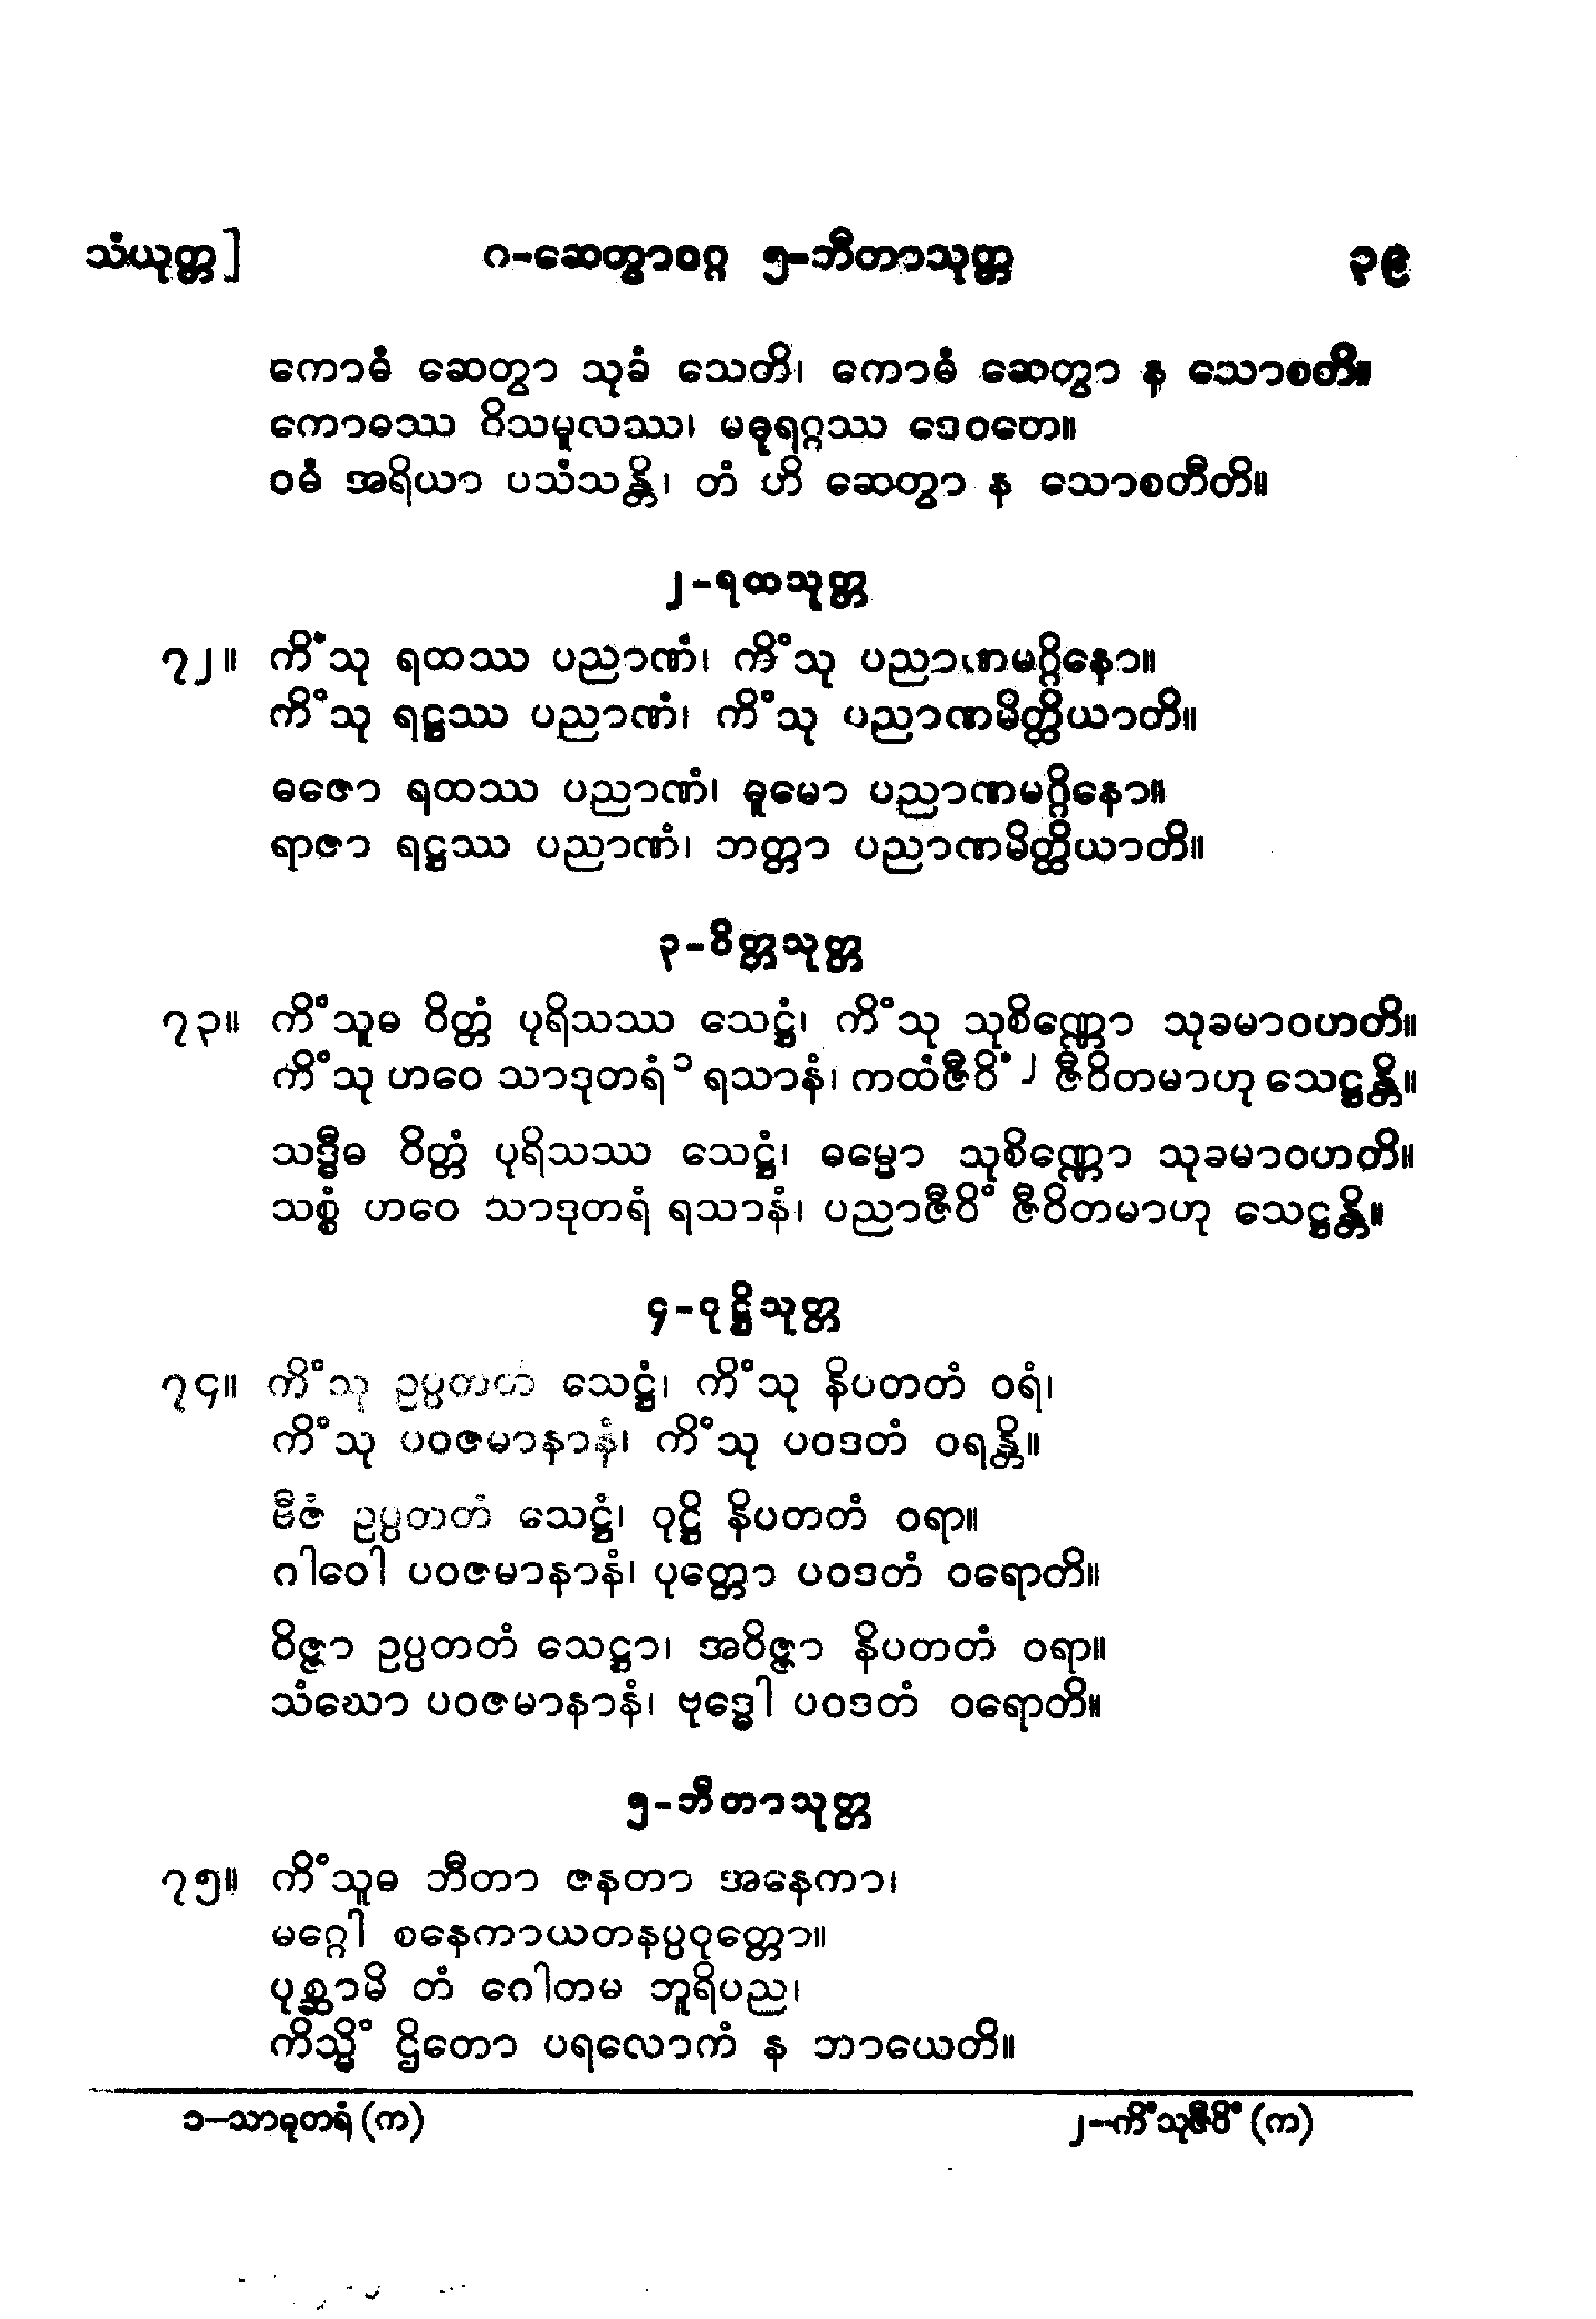 သံယုတ္တ] ဂ-ဆေတွာဝဂ္ဂ ၅-ဘီတာသုတ္တ ၃၉
ကောဓံ ဆေတွာ သုခံ သေတိ၊ ကောဓံ ဆေတွာ န သောစတိ။
ကောဓဿ ဝိသမူလဿ၊ မဓုရဂ္ဂဿ ဒေဝတေ။
ဝဓံ အရိယာ ပသံသန္တိ၊ တံ ဟိ ဆေတွာ န သောစတီတိ။
၂-ရထသုတ္တ
၇၂။ ကိံသု ရထဿ ပညာဏံ၊ ကိံသု ပညာဏမဂ္ဂိနော။
ကိံသု ရဋ္ဌဿ ပညာဏံ၊ ကိံသု ပညာဏမိတ္ထိယာတိ။
ဓဇော ရထဿ ပညာဏံ၊ ဓူမော ပညာဏမဂ္ဂိနော။
ရာဇာ ရဋ္ဌဿ ပညာဏံ၊ ဘတ္တာ ပညာဏမိတ္ထိယာတိ။
၃-ဝိတ္တသုတ္တ
၇၃။ ကိံသူဓ ဝိတ္တံ ပုရိသဿ သေဋ္ဌံ၊ ကိံသု သုစိဏ္ဏော သုခမာဝဟတိ။
ကိံသု ဟဝေ သာဒုတရံ ၁ ရသာနံ၊ ကထံဇီဝိံ ၂ ဇီဝိတမာဟု သေဋ္ဌန္တိ။
သဒ္ဓီဓ ဝိတ္တံ ပုရိသဿ သေဋ္ဌံ၊ ဓမ္မော သုစိဏ္ဏော သုခမာဝဟတိ။
သစ္စံ ဟဝေ သာဒုတရံ ရသာနံ၊ ပညာဇီဝိံ ဇီဝိတမာဟု သေဋ္ဌန္တိ။
၄-ဝုဋ္ဌိသုတ္တ
၇၄။ ကိံသု ဥပ္ပတတံ သေဋ္ဌံ၊ ကိံသု နိပတတံ ဝရံ၊
ကိံသု ပဝဇမာနာနံ၊ ကိံသု ပဝဒတံ ဝရန္တိ။
ဗီဇံ ဥပ္ပတတံ သေဋ္ဌံ၊ ဝုဋ္ဌိ နိပတတံ ဝရာ။
ဂါဝေါ ပဝဇမာနာနံ၊ ပုတ္တော ပဝဒတံ ဝရောတိ။
ဝိဇ္ဇာ ဥပ္ပတတံ သေဋ္ဌာ၊ အဝိဇ္ဇာ နိပတတံ ဝရာ။
သံဃော ပဝဇမာနာနံ၊ ဗုဒ္ဓေါ ပဝဒတံ ဝရောတိ။
၅-ဘီတာသုတ္တ
၇၅။ ကိံသူဓ ဘီတာ ဇနတာ အနေကာ၊
မဂ္ဂေါ စနေကာယတနပ္ပဝုတ္တော။
ပုစ္ဆာမိ တံ ဂေါတမ ဘူရိပည၊
ကိသ္မိံ ဌိတော ပရလောကံ န ဘာယေတိ။
၁—သာဓုတရံ (က) ၂—ကိံသုဇီဝိံ (က)